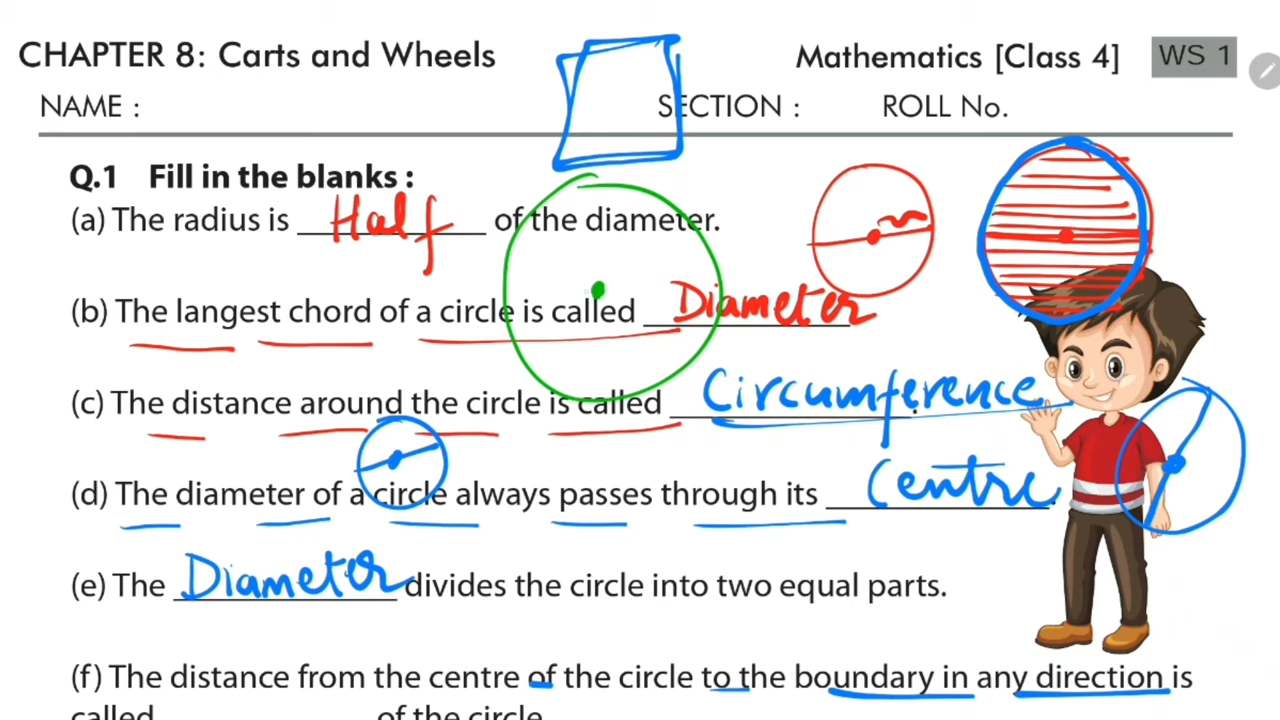 CHAPTER 8: Carts and Wheels Mathematics [Class 4] WS 1
NAME : SECTION : ROLL No.
Q.1 Fill in the blanks :
(a) The radius is Half of the diameter.
(b) The langest chord of a circle is called Diameter
(c) The distance around the circle is called Circumference.
(d) The diameter of a circle always passes through its Centre.
(e) The Diameter divides the circle into two equal parts.
(f) The distance from the centre of the circle to the boundary in any direction is
called ____________ of the circle